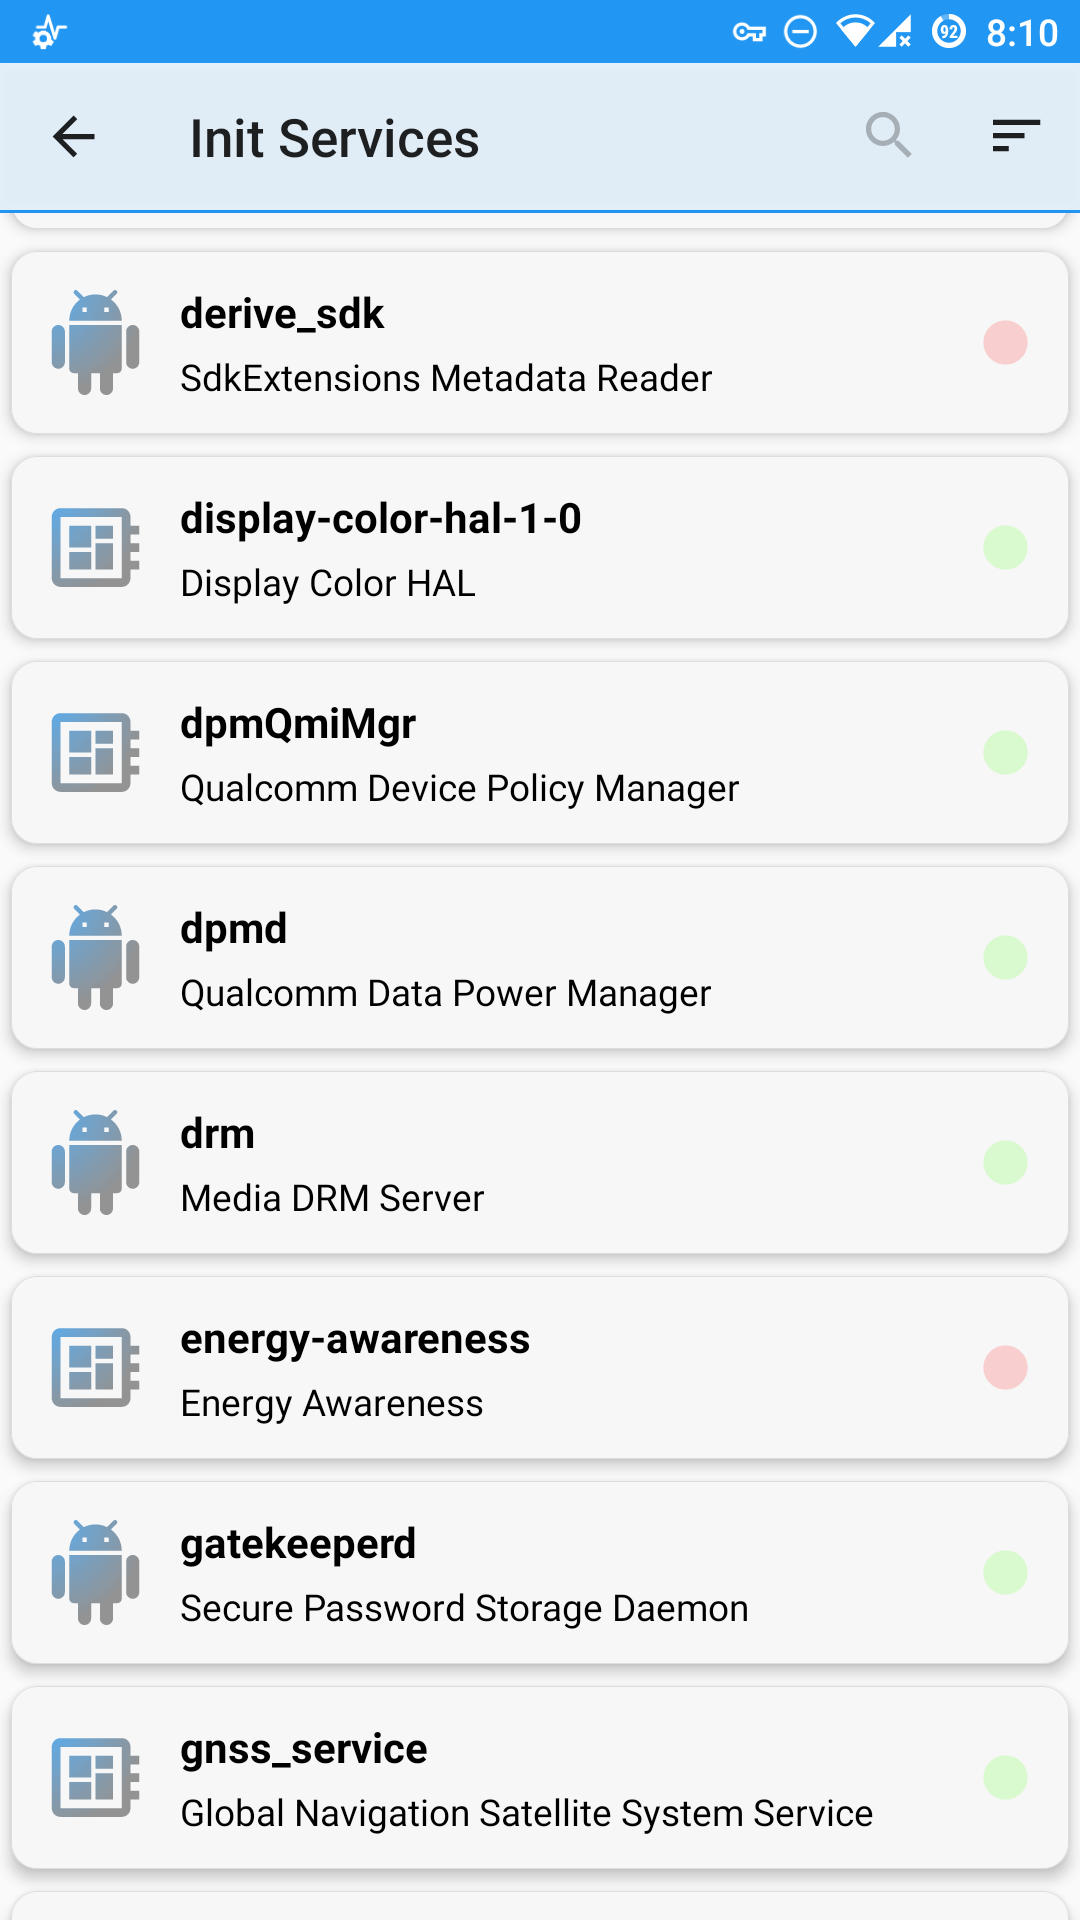 92 8:10
Init Services
derive_sdk
SdkExtensions Metadata Reader
display-color-hal-1-0
Display Color HAL
dpmQmiMgr
Qualcomm Device Policy Manager
dpmd
Qualcomm Data Power Manager
drm
Media DRM Server
energy-awareness
Energy Awareness
gatekeeperd
Secure Password Storage Daemon
gnss_service
Global Navigation Satellite System Service